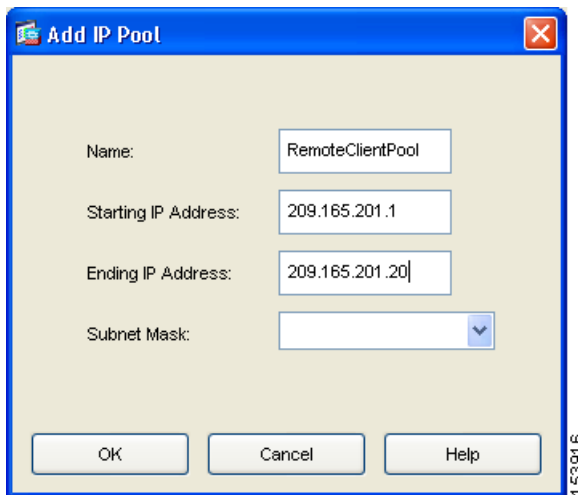 Add IP Pool
Name: RemoteClientPool
Starting IP Address: 209.165.201.1
Ending IP Address: 209.165.201.20
Subnet Mask:
OK Cancel Help
153916